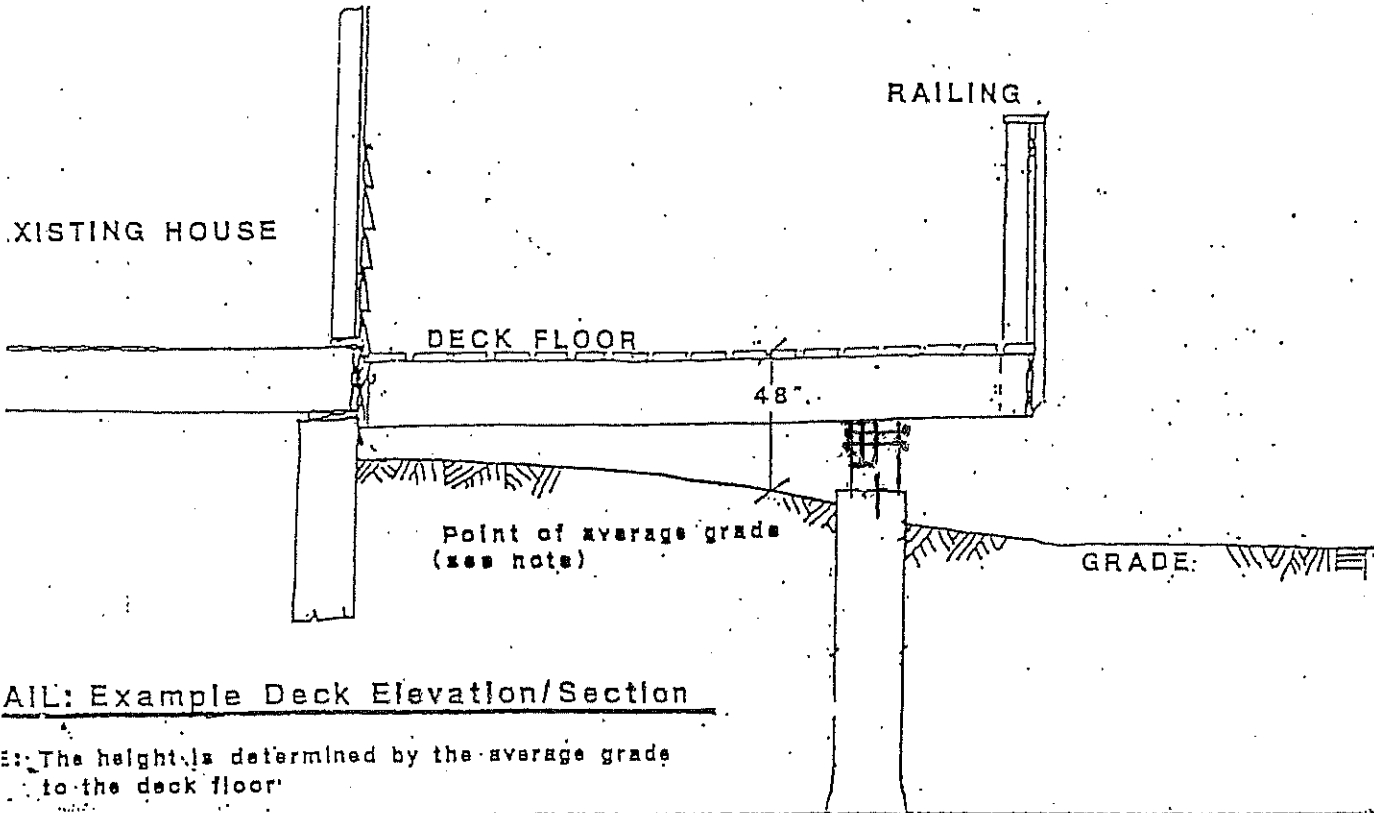 RAILING
XISTING HOUSE
DECK FLOOR
48"
Point of average grade
(see note)
GRADE
AIL: Example Deck Elevation/Section
E: The height is determined by the average grade
to the deck floor